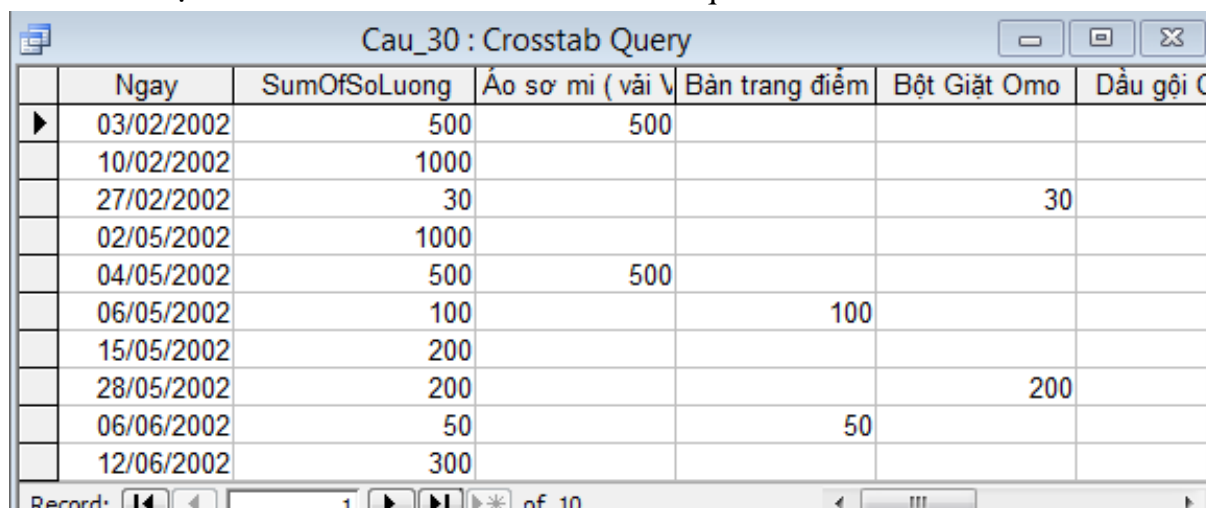 Cau_30 : Crosstab Query
Ngay SumOfSoLuong Áo sơ mi ( vải V Bàn trang điểm Bột Giặt Omo Dầu gội
03/02/2002 500 500
10/02/2002 1000
27/02/2002 30 30
02/05/2002 1000
04/05/2002 500 500
06/05/2002 100 100
15/05/2002 200
28/05/2002 200 200
06/06/2002 50 50
12/06/2002 300
Record: 1 of 10